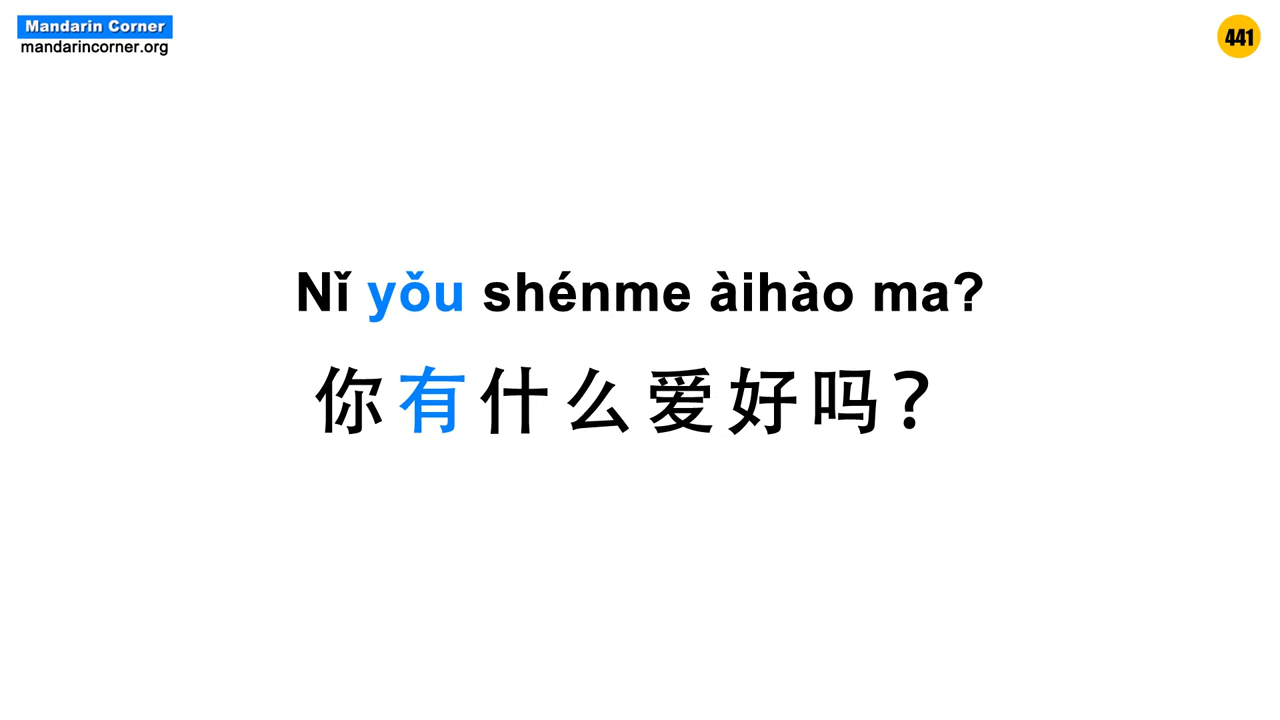 Mandarin Corner
mandarincorner.org
441
Nǐ yǒu shénme àihào ma?
你有什么爱好吗?